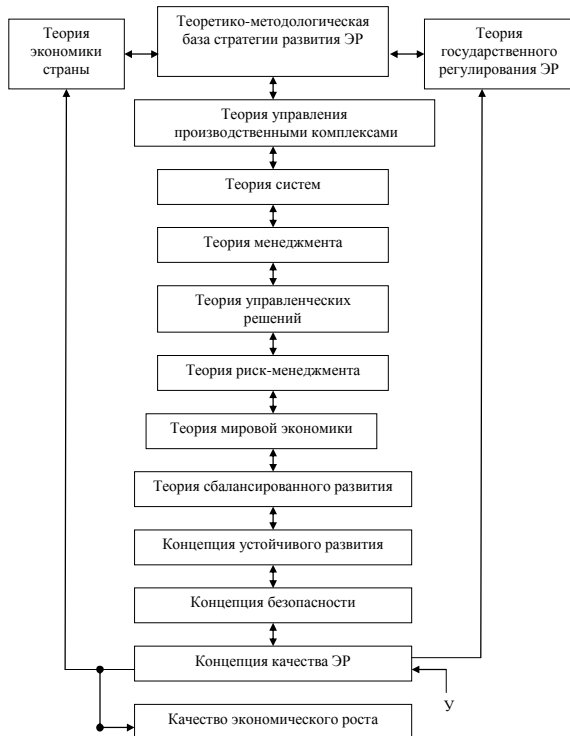 Теория
экономики
страны
Теоретико-методологическая
база стратегии развития ЭР
Теория
государственного
регулирования ЭР
Теория управления
производственными комплексами
Теория систем
Теория менеджмента
Теория управленческих
решений
Теория риск-менеджмента
Теория мировой экономики
Теория сбалансированного развития
Концепция устойчивого развития
Концепция безопасности
Концепция качества ЭР
У
Качество экономического роста